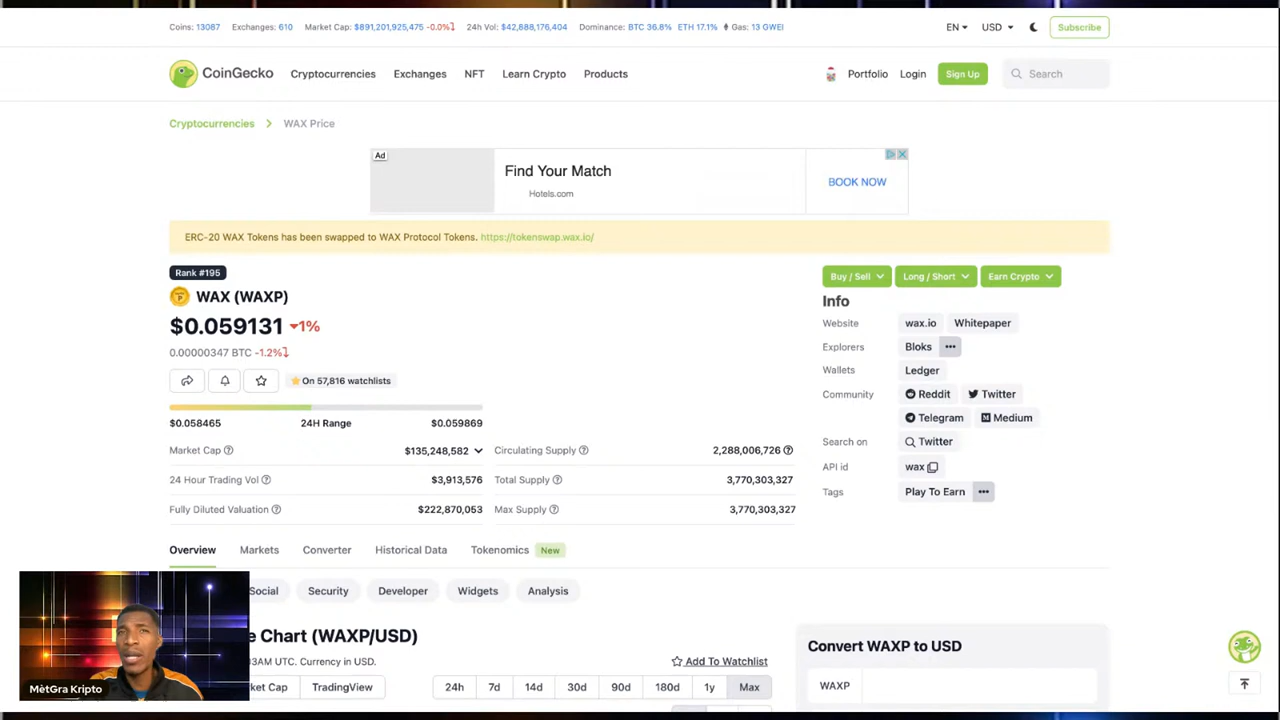 Coins: 13087 Exchanges: 610 Market Cap: $891,201,925,475 -0.0% 24h Vol: $42,888,176,404 Dominance: BTC 36.8% ETH 17.1% Gas: 13 GWEI EN USD Subscribe
CoinGecko Cryptocurrencies Exchanges NFT Learn Crypto Products Portfolio Login Sign Up Search
Cryptocurrencies > WAX Price
Ad
Find Your Match
Hotels.com
BOOK NOW
ERC-20 WAX Tokens has been swapped to WAX Protocol Tokens. https://tokenswap.wax.io/
Rank #195
WAX (WAXP)
$0.059131 1%
0.00000347 BTC -1.2%
On 57,816 watchlists
$0.058465 24H Range $0.059869
Market Cap $135,248,582
24 Hour Trading Vol $3,913,576
Fully Diluted Valuation $222,870,053
Circulating Supply 2,288,006,726
Total Supply 3,770,303,327
Max Supply 3,770,303,327
Buy / Sell Long / Short Earn Crypto
Info
Website wax.io Whitepaper
Explorers Bloks
Wallets Ledger
Community Reddit Twitter
Telegram Medium
Search on Twitter
API id wax
Tags Play To Earn
Overview Markets Converter Historical Data Tokenomics New
Social Security Developer Widgets Analysis
e Chart (WAXP/USD)
3AM UTC. Currency in USD.
Add To Watchlist
ket Cap TradingView 24h 7d 14d 30d 90d 180d 1y Max
Convert WAXP to USD
WAXP
MètGra Kripto